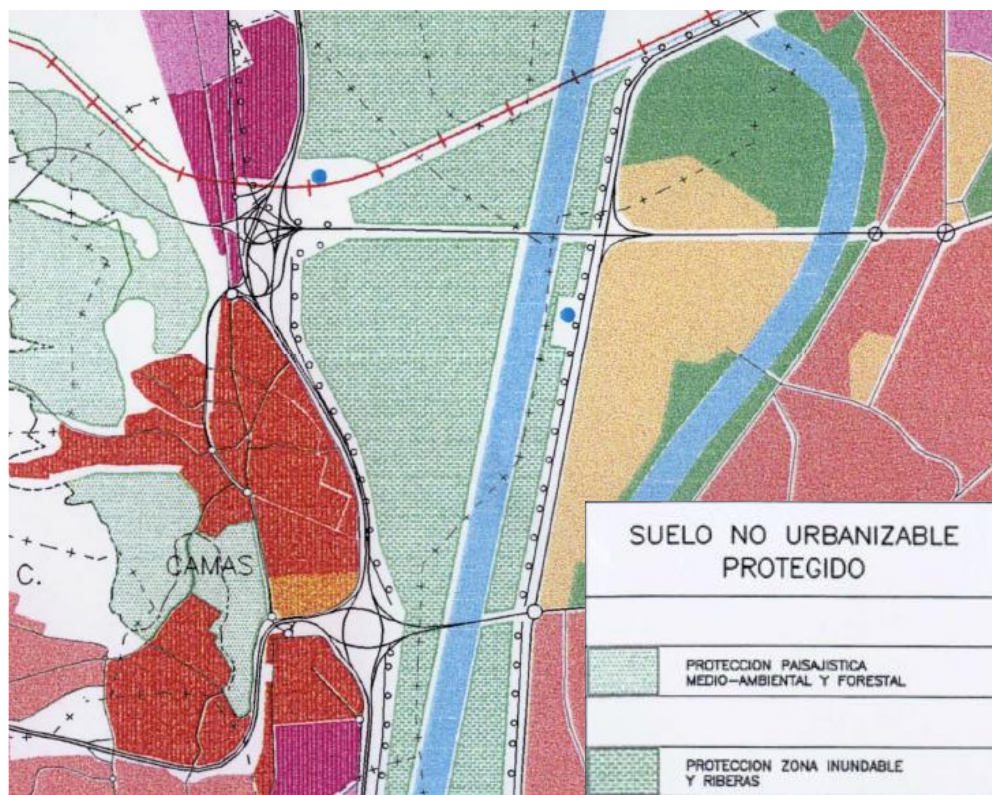 C.
CAMAS
SUELO NO URBANIZABLE
PROTEGIDO
PROTECCION PAISAJISTICA
MEDIO-AMBIENTAL Y FORESTAL
PROTECCION ZONA INUNDABLE
Y RIBERAS